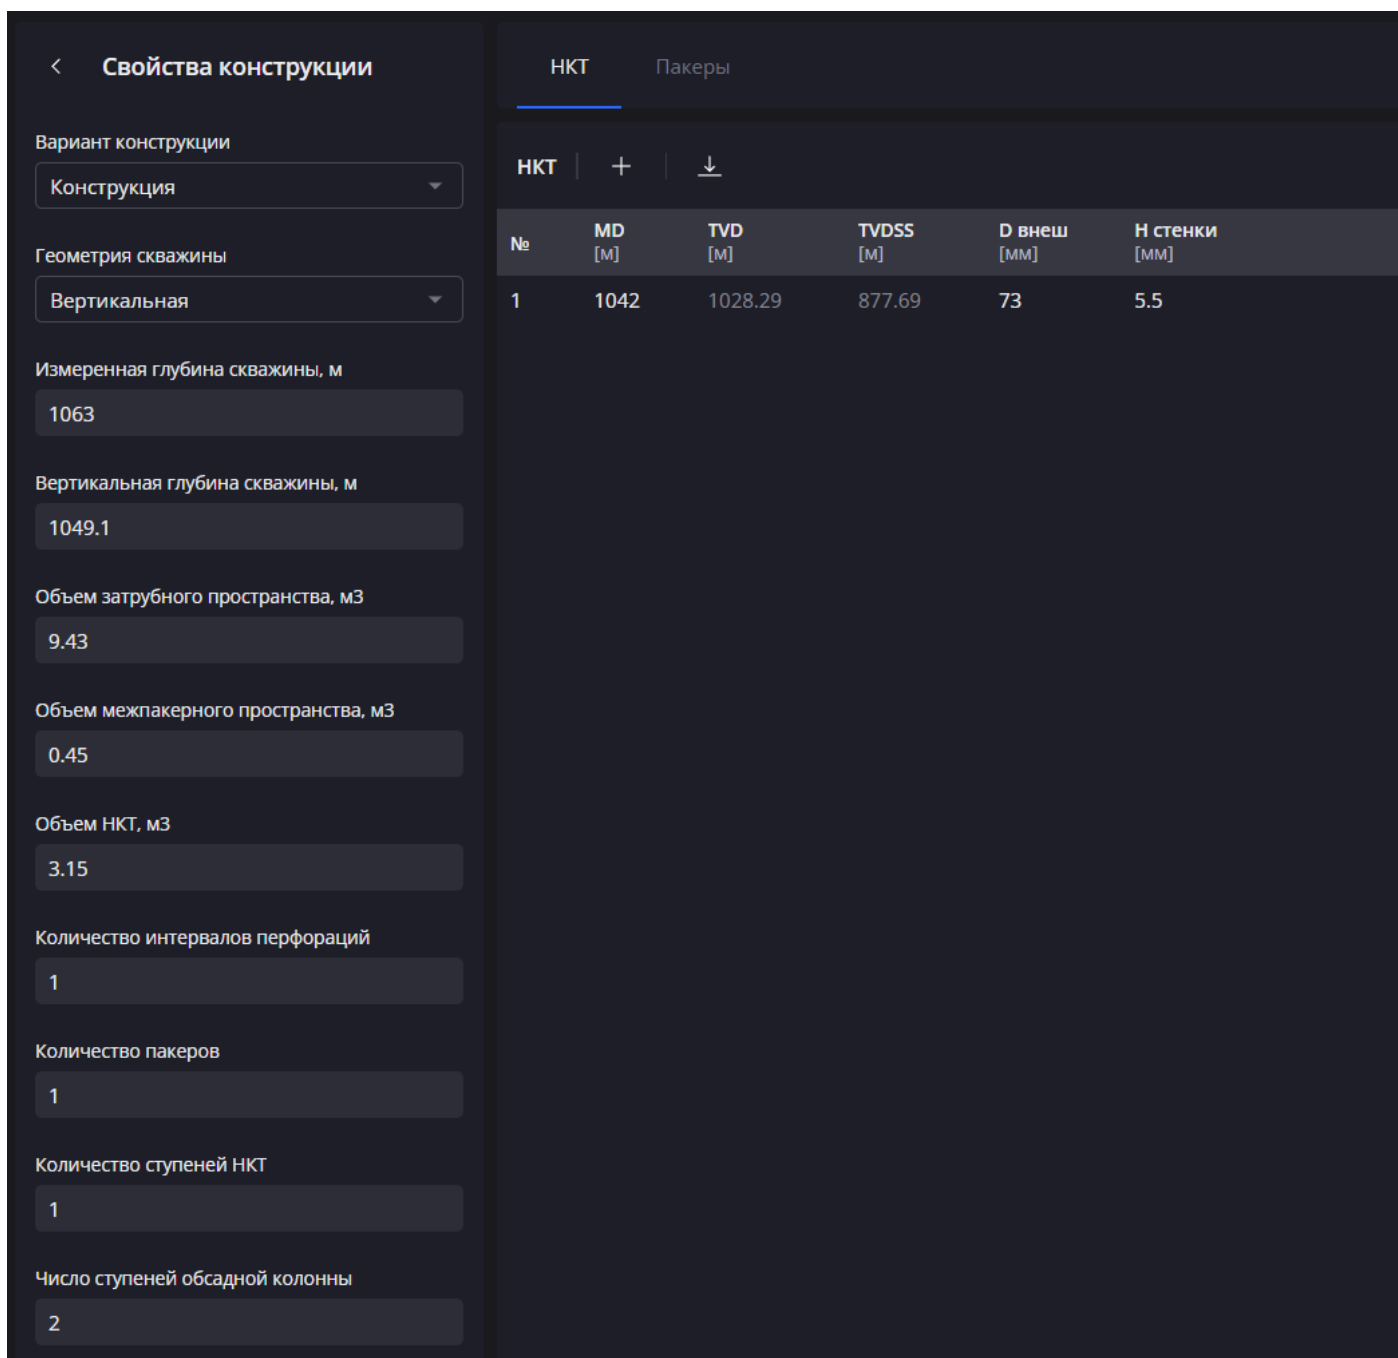 Свойства конструкции
Вариант конструкции
Конструкция
Геометрия скважины
Вертикальная
Измеренная глубина скважины, м
1063
Вертикальная глубина скважины, м
1049.1
Объем затрубного пространства, м3
9.43
Объем межпакерного пространства, м3
0.45
Объем НКТ, м3
3.15
Количество интервалов перфораций
1
Количество пакеров
1
Количество ступеней НКТ
1
Число ступеней обсадной колонны
2
НКТ Пакеры
НКТ
№ MD TVD TVDSS D внеш H стенки
[м] [м] [м] [мм] [мм]
1 1042 1028.29 877.69 73 5.5